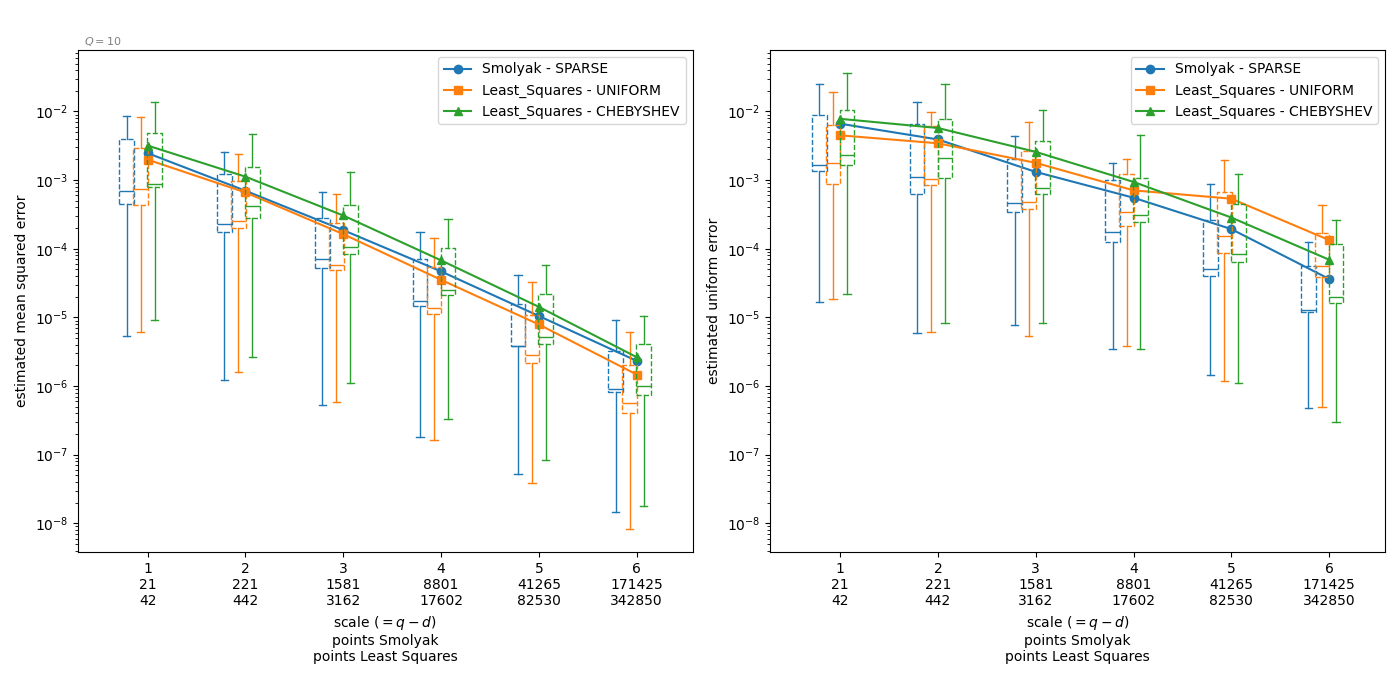 Q = 10
Smolyak - SPARSE
Least_Squares - UNIFORM
Least_Squares - CHEBYSHEV
estimated mean squared error
10⁻²
10⁻³
10⁻⁴
10⁻⁵
10⁻⁶
10⁻⁷
10⁻⁸
1 2 3 4 5 6
21 221 1581 8801 41265 171425
42 442 3162 17602 82530 342850
scale (= q − d)
points Smolyak
points Least Squares
Smolyak - SPARSE
Least_Squares - UNIFORM
Least_Squares - CHEBYSHEV
estimated uniform error
10⁻²
10⁻³
10⁻⁴
10⁻⁵
10⁻⁶
10⁻⁷
10⁻⁸
1 2 3 4 5 6
21 221 1581 8801 41265 171425
42 442 3162 17602 82530 342850
scale (= q − d)
points Smolyak
points Least Squares